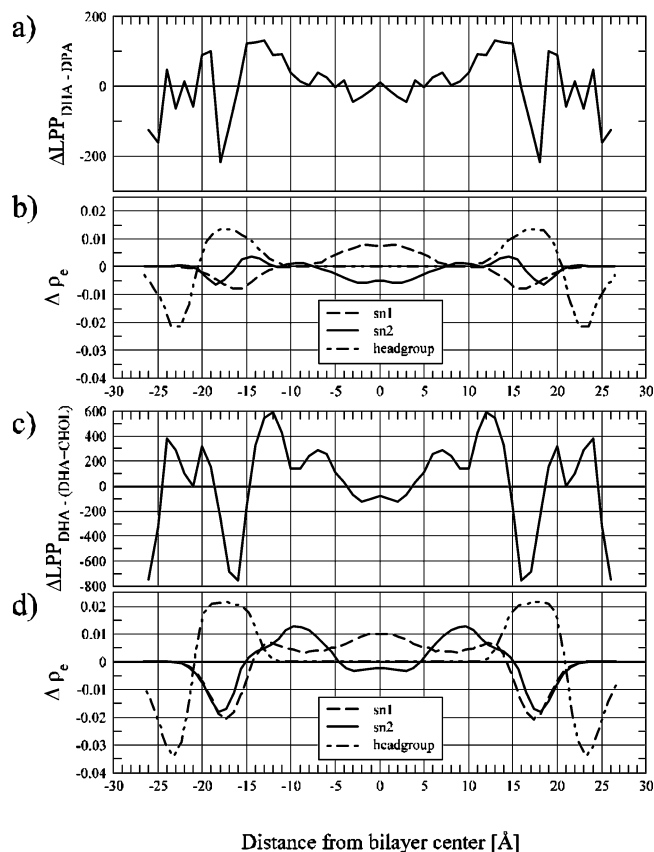 a)
200
0
-200
ΔLPP DHA - DPA
b)
0.02
0.01
0
-0.01
-0.02
-0.03
-0.04
Δ ρe
sn1
sn2
headgroup
-30 -25 -20 -15 -10 -5 0 5 10 15 20 25 30
c)
600
400
200
0
-200
-400
-600
-800
ΔLPP DHA - (DHA-CHOL)
d)
0.02
0.01
0
-0.01
-0.02
-0.03
-0.04
Δ ρe
sn1
sn2
headgroup
-30 -25 -20 -15 -10 -5 0 5 10 15 20 25 30
Distance from bilayer center [Å]